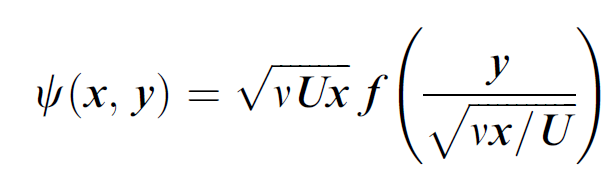 ψ(x, y) = √(νUx) f(y / √(νx/U))